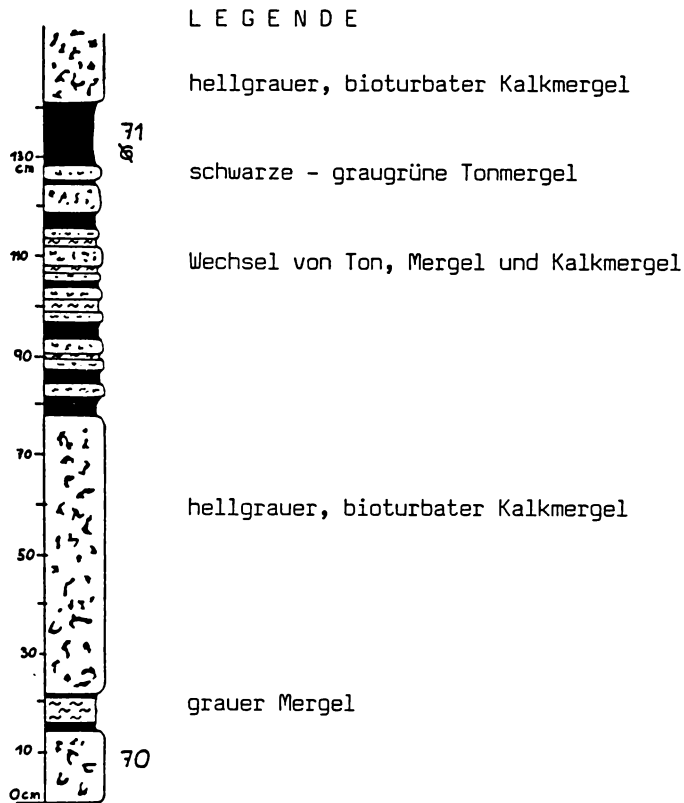 L E G E N D E
hellgrauer, bioturbater Kalkmergel
71
ø
130
cm
schwarze - graugrüne Tonmergel
110
Wechsel von Ton, Mergel und Kalkmergel
90
70
hellgrauer, bioturbater Kalkmergel
50
30
grauer Mergel
10
70
0cm